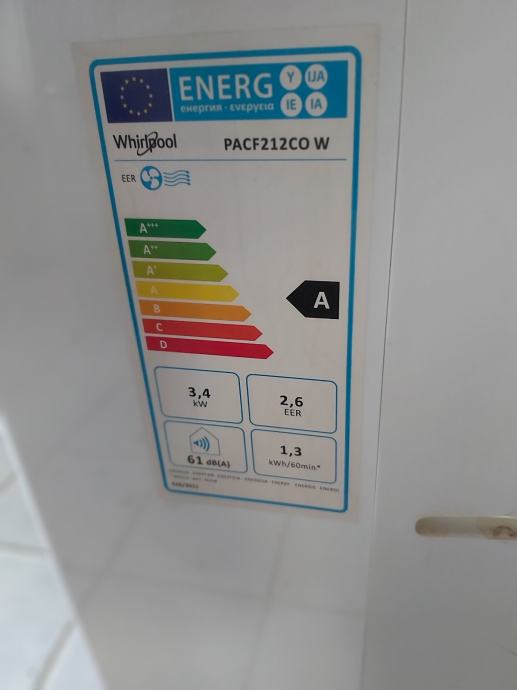 ENERG Y IJA
енергия · ενεργεια IE IA
Whirlpool PACF212CO W
EER
A+++
A++
A+
A
B
C
D
A
3,4
kW
2,6
EER
61 dB(A)
1,3
kWh/60min*